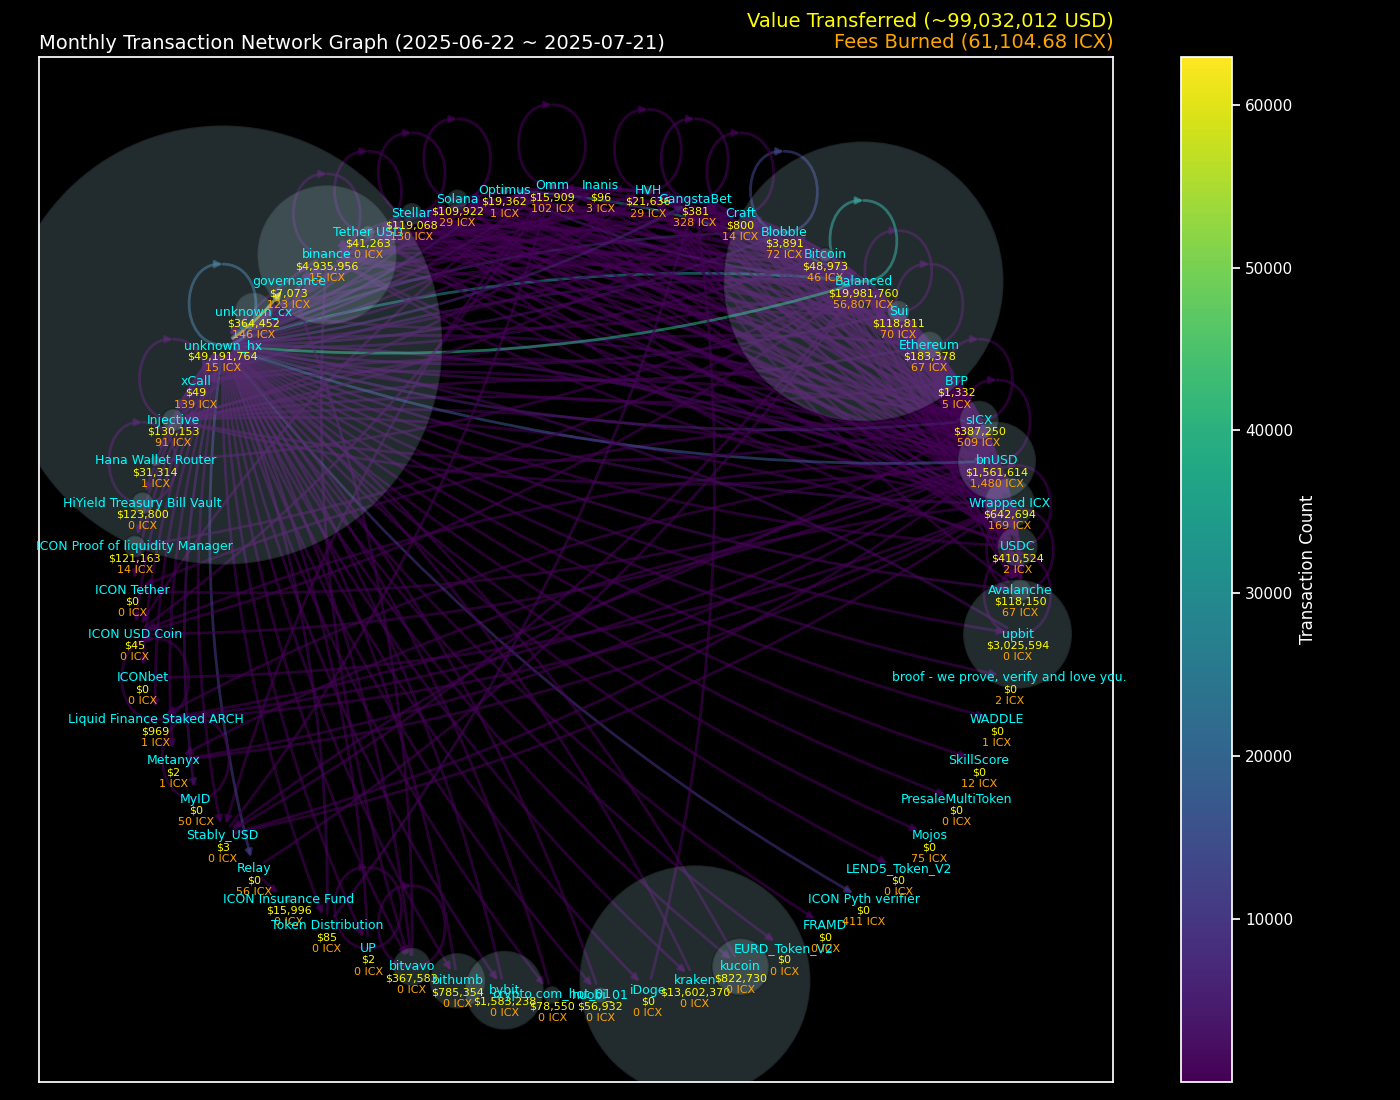 Value Transferred (~99,032,012 USD)
Monthly Transaction Network Graph (2025-06-22 ~ 2025-07-21)
Fees Burned (61,104.68 ICX)
Omm
$15,909
102 ICX
Inanis
$96
3 ICX
Optimus
$19,362
1 ICX
HVH
$21,636
29 ICX
Solana
$109,922
29 ICX
GangstaBet
$381
328 ICX
Stellar
$119,068
130 ICX
Craft
$800
14 ICX
Tether USD
$41,263
0 ICX
Blobble
$3,891
72 ICX
binance
$4,935,956
15 ICX
Bitcoin
$48,973
46 ICX
governance
$7,073
123 ICX
Balanced
$19,981,760
56,807 ICX
unknown_cx
$364,452
146 ICX
Sui
$118,811
70 ICX
unknown_hx
$49,191,764
15 ICX
Ethereum
$183,378
67 ICX
xCall
$49
139 ICX
BTP
$1,332
5 ICX
Injective
$130,153
91 ICX
sICX
$387,250
509 ICX
Hana Wallet Router
$31,314
1 ICX
bnUSD
$1,561,614
1,480 ICX
HiYield Treasury Bill Vault
$123,800
0 ICX
Wrapped ICX
$642,694
169 ICX
ICON Proof of liquidity Manager
$121,163
14 ICX
USDC
$410,524
2 ICX
ICON Tether
$0
0 ICX
Avalanche
$118,150
67 ICX
ICON USD Coin
$45
0 ICX
upbit
$3,025,594
0 ICX
ICONbet
$0
0 ICX
broof - we prove, verify and love you.
$0
2 ICX
Liquid Finance Staked ARCH
$969
1 ICX
WADDLE
$0
1 ICX
Metanyx
$2
1 ICX
SkillScore
$0
12 ICX
MyID
$0
50 ICX
PresaleMultiToken
$0
0 ICX
Stably_USD
$3
0 ICX
Mojos
$0
75 ICX
Relay
$0
56 ICX
LEND5_Token_V2
$0
0 ICX
ICON Insurance Fund
$15,996
0 ICX
ICON Pyth verifier
$0
411 ICX
Token Distribution
$85
0 ICX
FRAMD
$0
0 ICX
UP
$2
0 ICX
EURD_Token_V2
$0
0 ICX
bitvavo
$367,583
0 ICX
kucoin
$822,730
0 ICX
bithumb
$785,354
0 ICX
kraken
$13,602,370
0 ICX
bybit
$1,583,238
0 ICX
iDoge
$0
0 ICX
$78,550
0 ICX
$56,932
0 ICX
60000
50000
40000
30000
20000
10000
Transaction Count